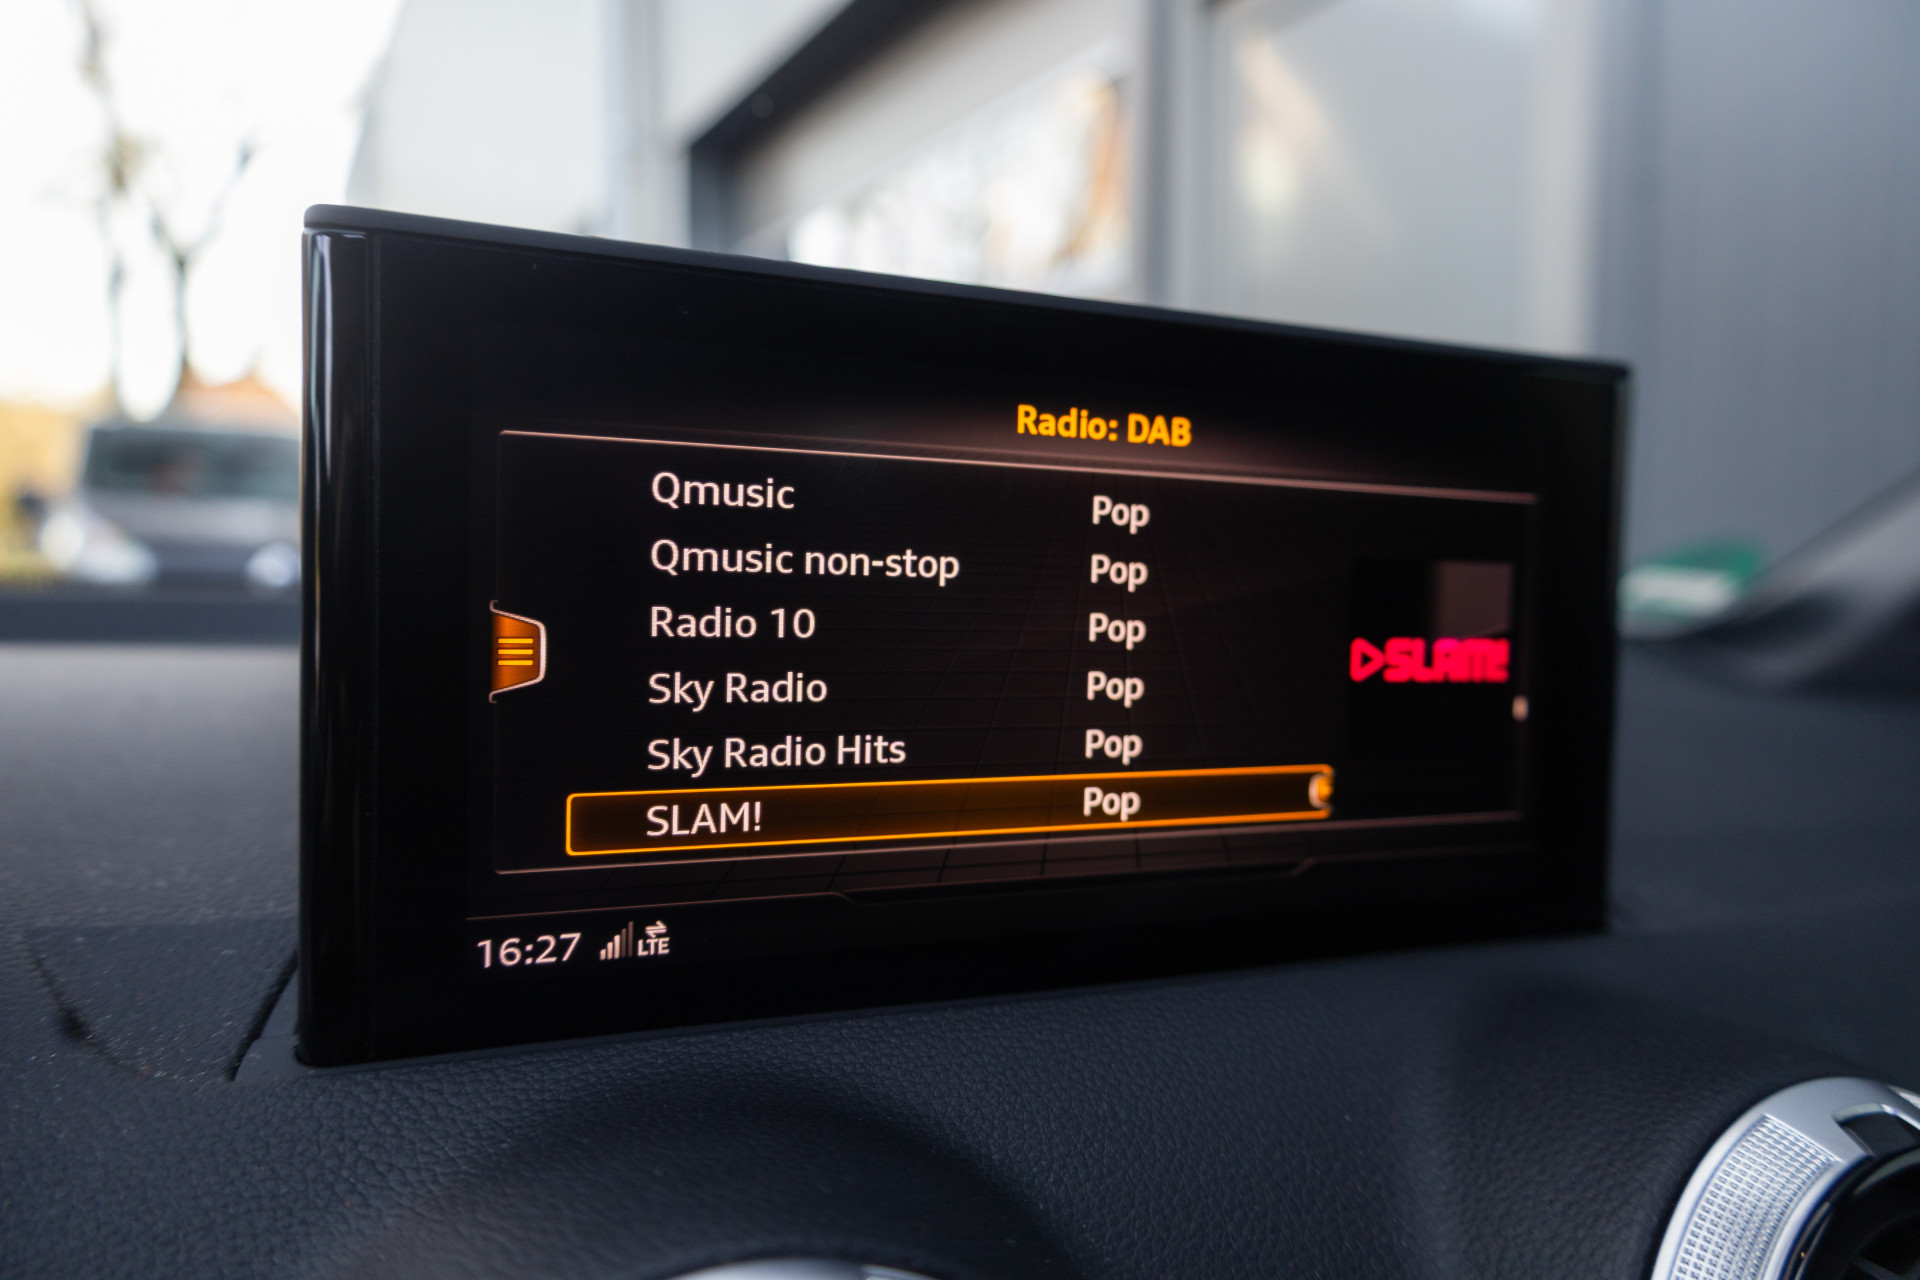 Radio: DAB
Qmusic Pop
Qmusic non-stop Pop
Radio 10 Pop
Sky Radio Pop
Sky Radio Hits Pop
SLAM! Pop
SLAM!
16:27 LTE